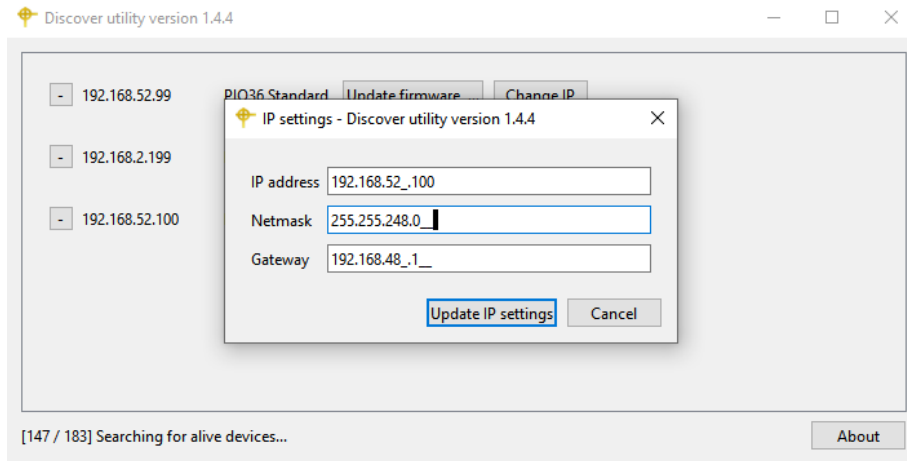 Discover utility version 1.4.4
- 192.168.52.99 PIO36 Standard Update firmware ... Change IP
IP settings - Discover utility version 1.4.4
- 192.168.2.199
IP address 192.168.52_.100
- 192.168.52.100
Netmask 255.255.248.0__
Gateway 192.168.48_.1__
Update IP settings Cancel
[147 / 183] Searching for alive devices...
About